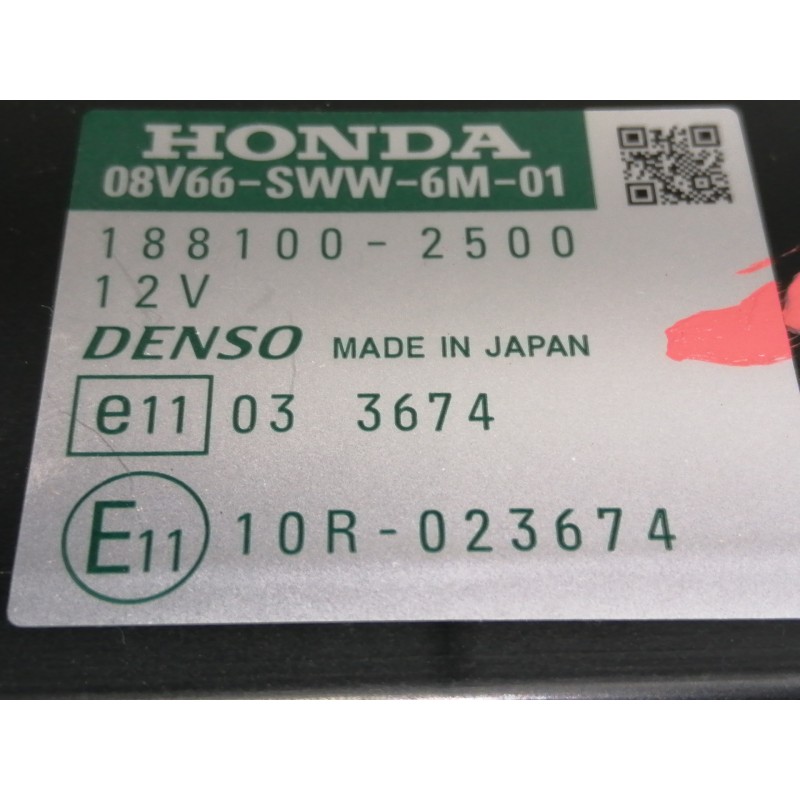 HONDA
08V66-SWW-6M-01
188100-2500
12V
DENSO MADE IN JAPAN
e11 03 3674
E11 10R-023674